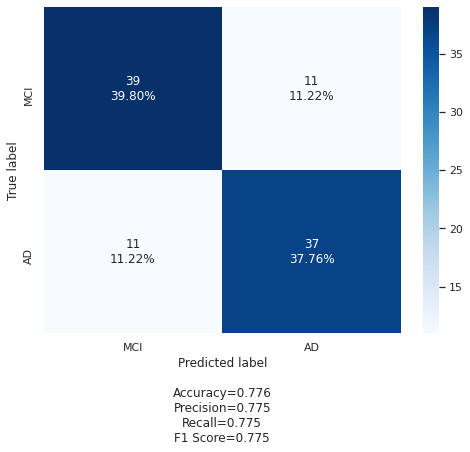 39
39.80%
11
11.22%
11
11.22%
37
37.76%
MCI
AD
True label
MCI
AD
Predicted label
35
30
25
20
15
Accuracy=0.776
Precision=0.775
Recall=0.775
F1 Score=0.775